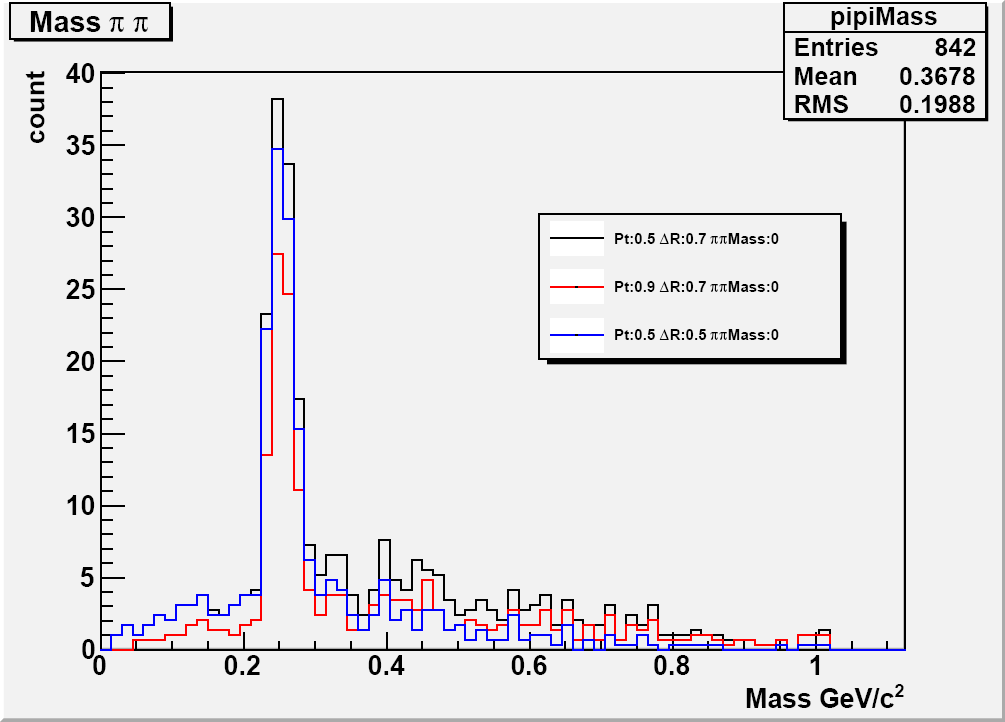 Mass π π
pipiMass
Entries 842
Mean 0.3678
RMS 0.1988
count
40
35
30
25
20
15
10
5
0
Pt:0.5 ΔR:0.7 ππMass:0
Pt:0.9 ΔR:0.7 ππMass:0
Pt:0.5 ΔR:0.5 ππMass:0
0 0.2 0.4 0.6 0.8 1
Mass GeV/c²